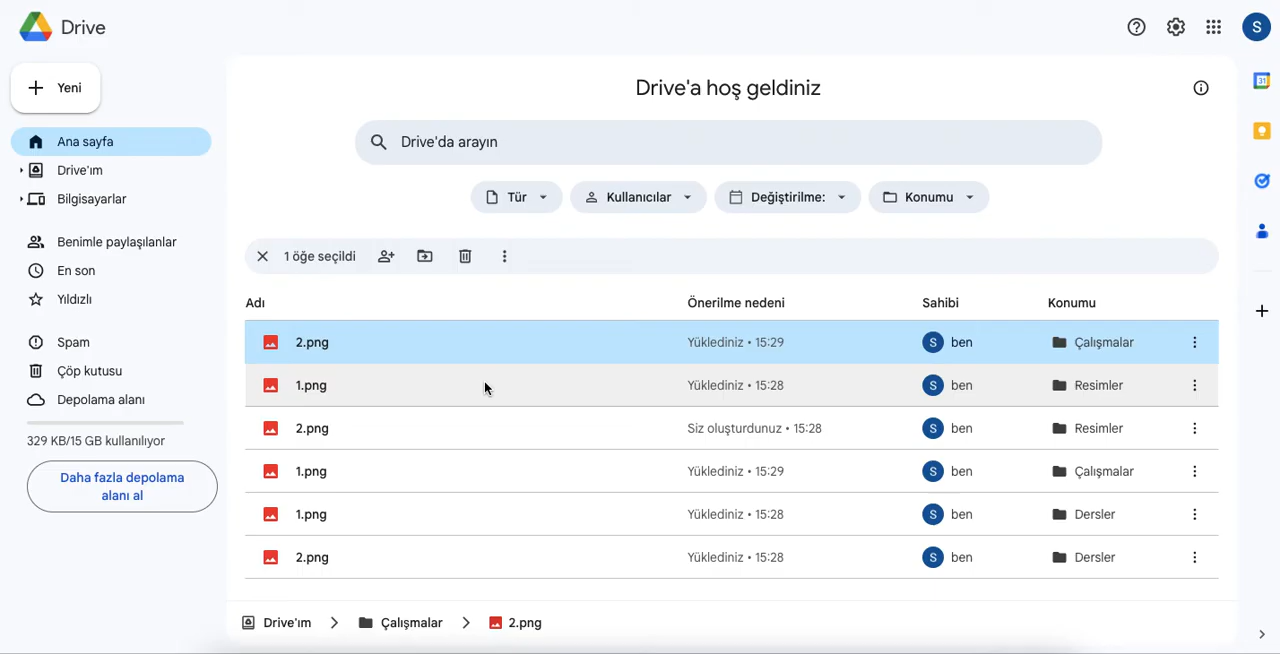 Drive
S
Yeni
Ana sayfa
Drive'ım
Bilgisayarlar
Benimle paylaşılanlar
En son
Yıldızlı
Spam
Çöp kutusu
Depolama alanı
329 KB/15 GB kullanılıyor
Daha fazla depolama
alanı al
Drive'a hoş geldiniz
Drive'da arayın
Tür Kullanıcılar Değiştirilme: Konumu
1 öğe seçildi
Adı Önerilme nedeni Sahibi Konumu
2.png Yüklediniz • 15:29 S ben Çalışmalar
1.png Yüklediniz • 15:28 S ben Resimler
2.png Siz oluşturdunuz • 15:28 S ben Resimler
1.png Yüklediniz • 15:29 S ben Çalışmalar
1.png Yüklediniz • 15:28 S ben Dersler
2.png Yüklediniz • 15:28 S ben Dersler
Drive'ım Çalışmalar 2.png
31